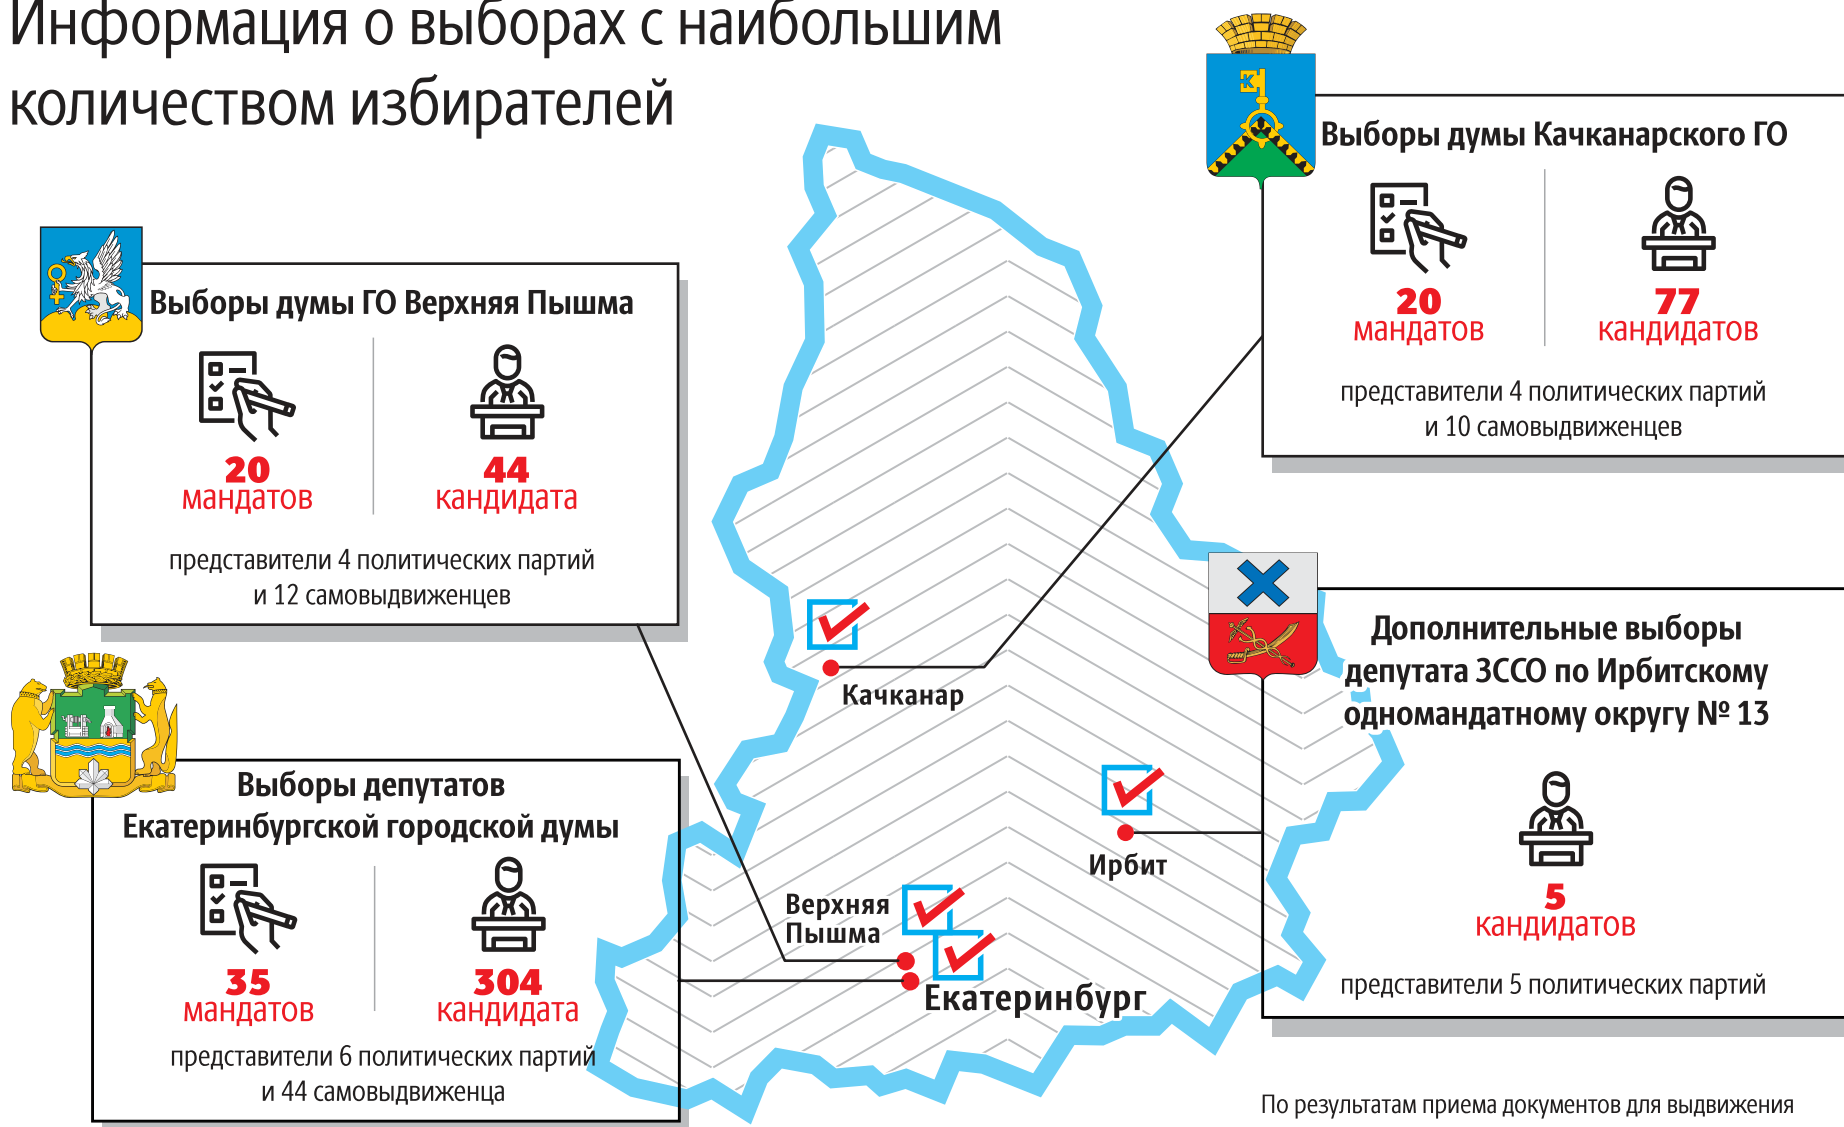 Информация о выборах с наибольшим
количеством избирателей
Выборы думы Качканарского ГО
20
мандатов
77
кандидатов
представители 4 политических партий
и 10 самовыдвиженцев
Выборы думы ГО Верхняя Пышма
20
мандатов
44
кандидата
представители 4 политических партий
и 12 самовыдвиженцев
Дополнительные выборы
депутата ЗССО по Ирбитскому
одномандатному округу № 13
5
кандидатов
представители 5 политических партий
Выборы депутатов
Екатеринбургской городской думы
35
мандатов
304
кандидата
представители 6 политических партий
и 44 самовыдвиженца
Качканар
Ирбит
Верхняя
Пышма
Екатеринбург
По результатам приема документов для выдвижения